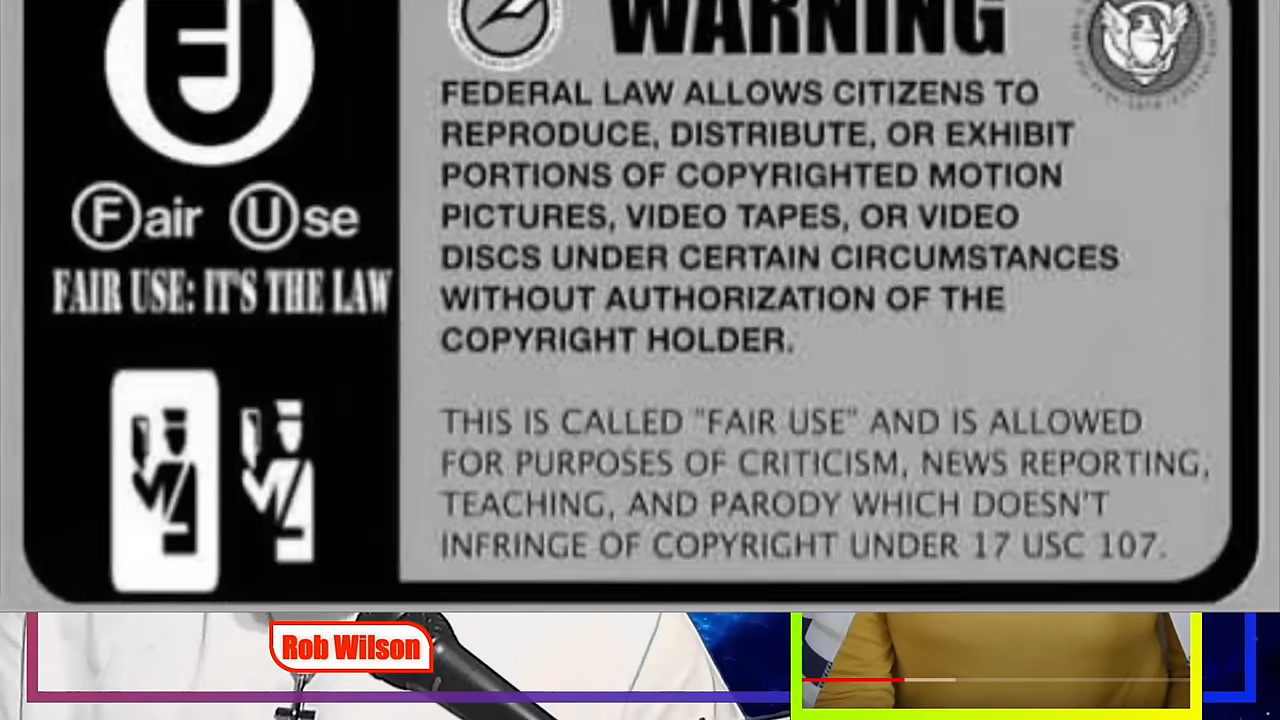 WARNING
FEDERAL LAW ALLOWS CITIZENS TO
REPRODUCE, DISTRIBUTE, OR EXHIBIT
PORTIONS OF COPYRIGHTED MOTION
PICTURES, VIDEO TAPES, OR VIDEO
DISCS UNDER CERTAIN CIRCUMSTANCES
WITHOUT AUTHORIZATION OF THE
COPYRIGHT HOLDER.
THIS IS CALLED "FAIR USE" AND IS ALLOWED
FOR PURPOSES OF CRITICISM, NEWS REPORTING,
TEACHING, AND PARODY WHICH DOESN'T
INFRINGE OF COPYRIGHT UNDER 17 USC 107.
Fair Use
FAIR USE: IT'S THE LAW
Rob Wilson